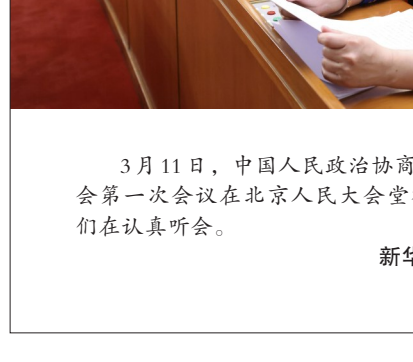 3月11日，中国人民政治协商
会第一次会议在北京人民大会堂
们在认真听会。
新华